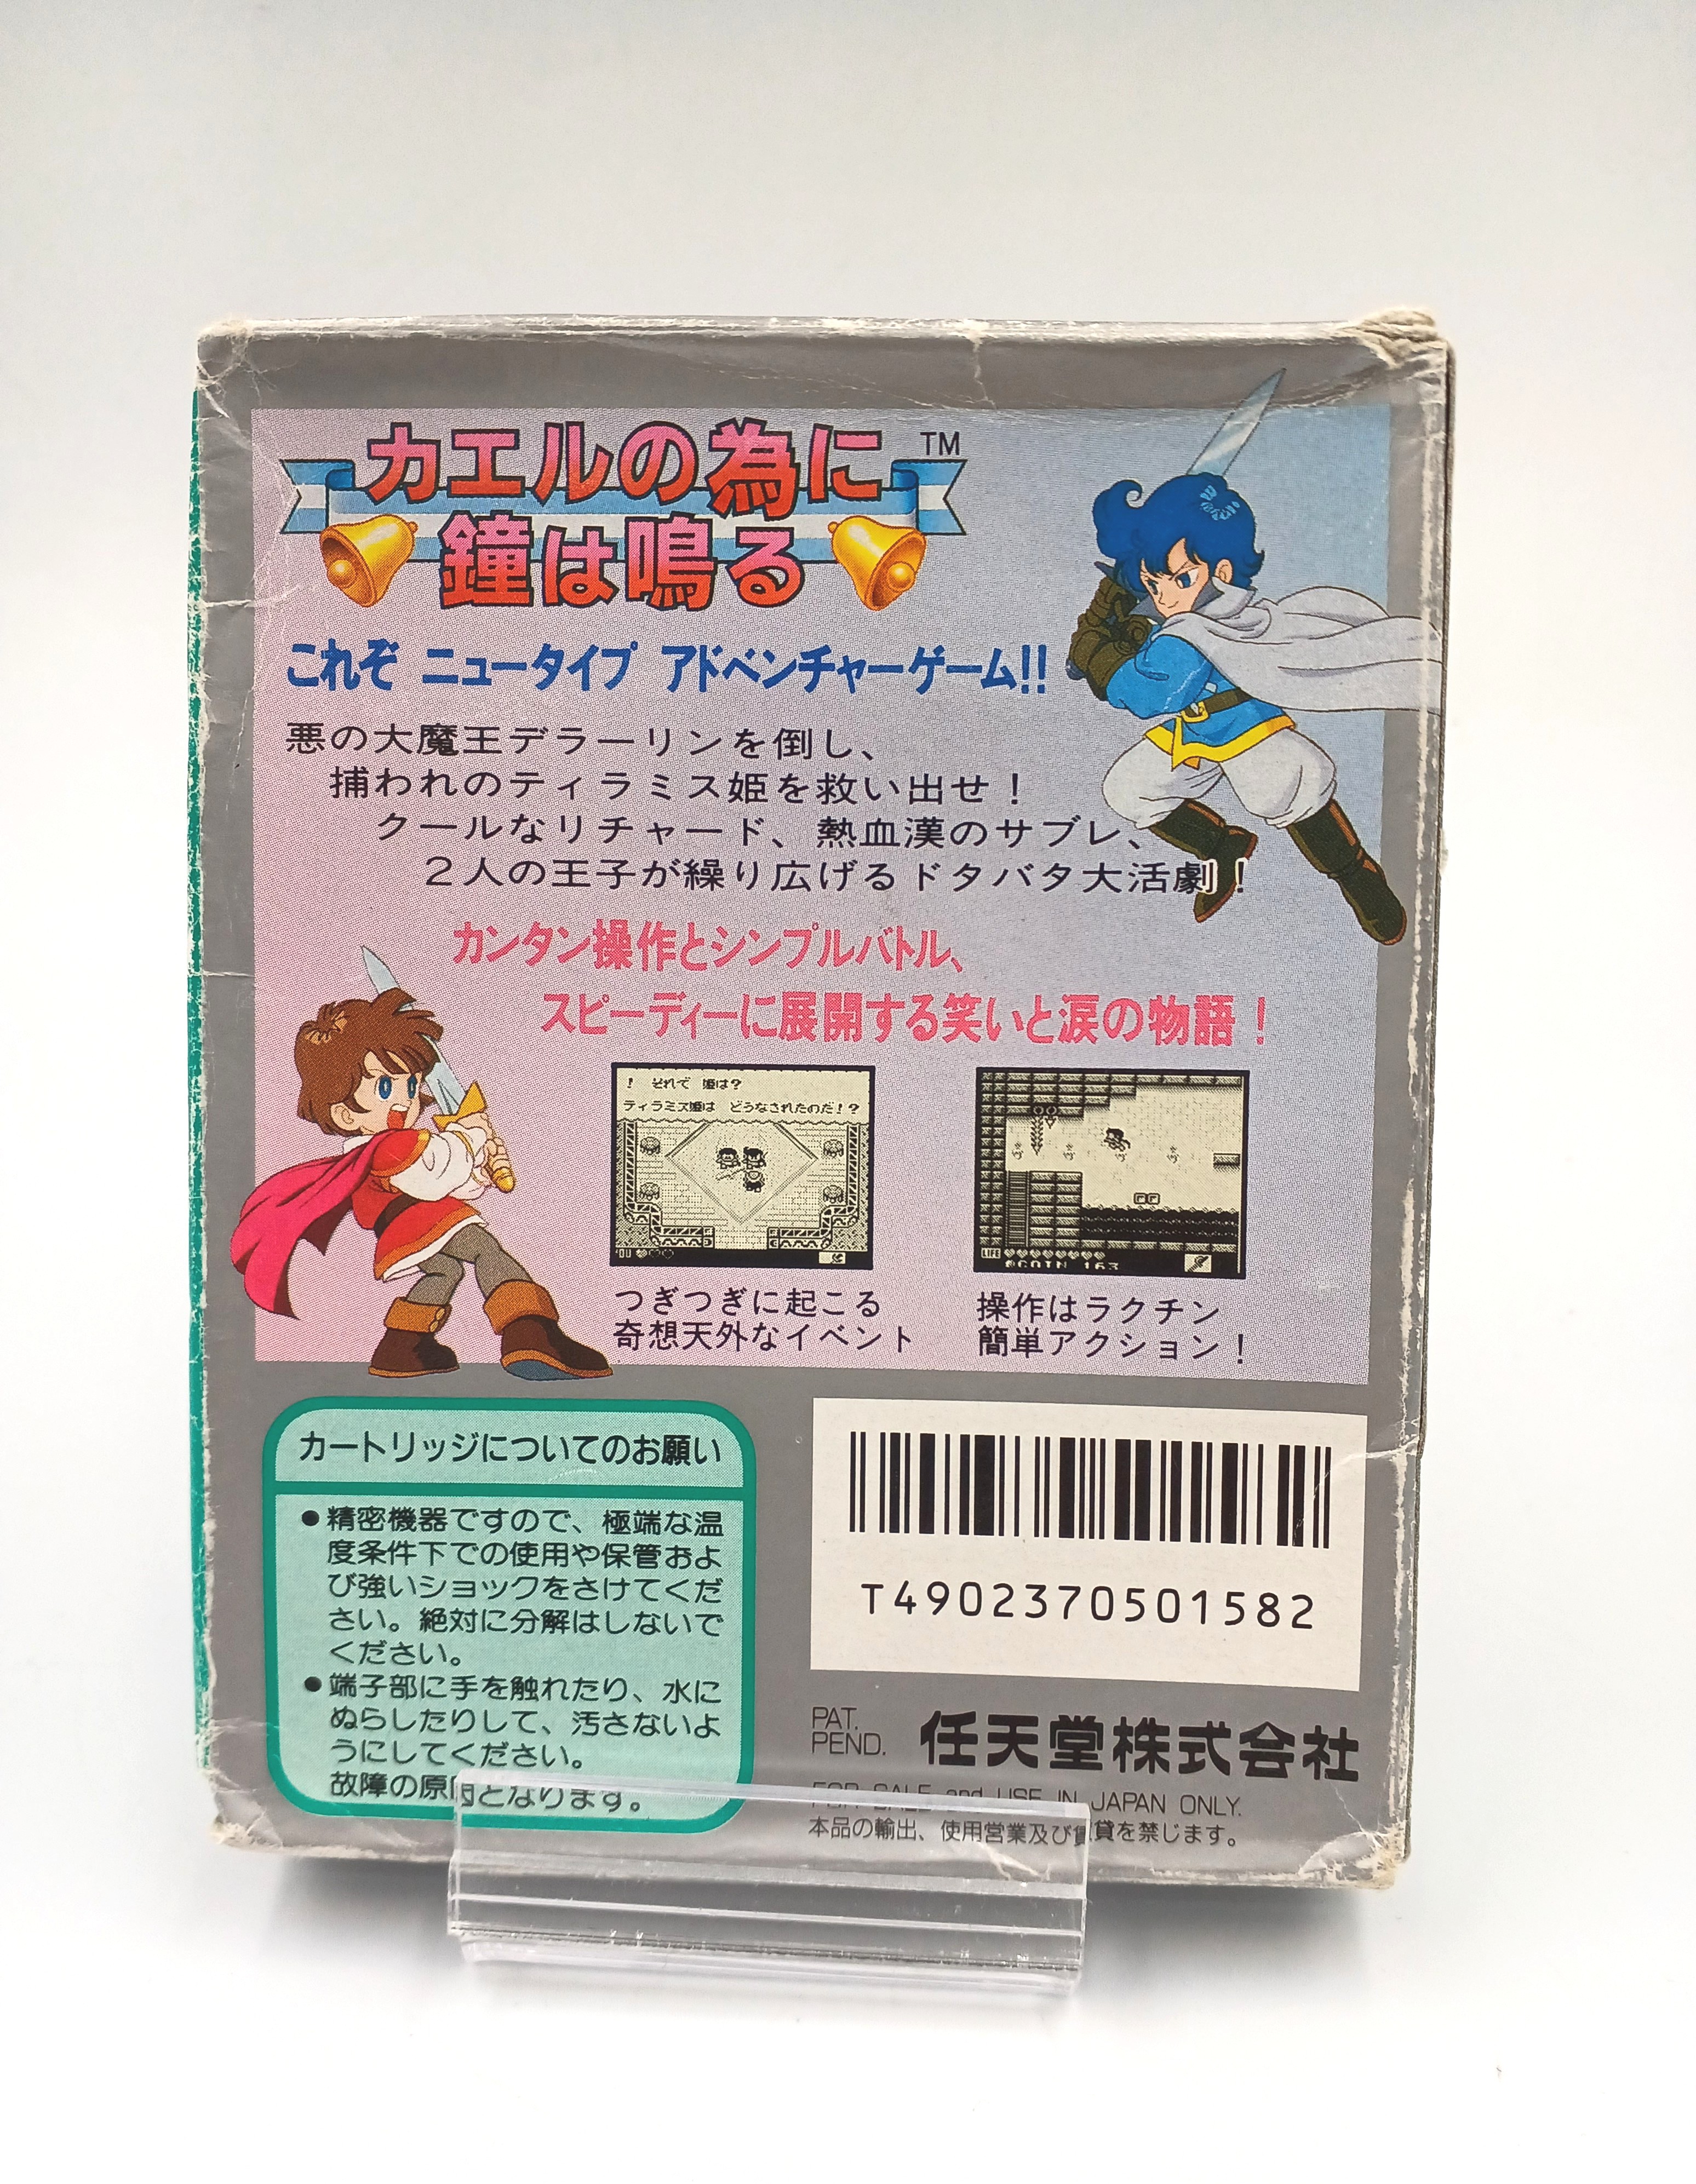 カエルの為に
鐘は鳴る
TM
これぞ ニュータイプ アドベンチャーゲーム!!
悪の大魔王デラーリンを倒し、
捕われのティラミス姫を救い出せ！
クールなリチャード、熱血漢のサブレ、
２人の王子が繰り広げるドタバタ大活劇！
カンタン操作とシンプルバトル、
スピーディーに展開する笑いと涙の物語！
！ それで 姫は？
ティラミス姫は どうなされたのだ！？
LIFE
COIN 163
つぎつぎに起こる
奇想天外なイベント
操作はラクチン
簡単アクション！
カートリッジについてのお願い
●精密機器ですので、極端な温
度条件下での使用や保管およ
び強いショックをさけてくだ
さい。絶対に分解はしないで
ください。
●端子部に手を触れたり、水に
ぬらしたりして、汚さないよ
うにしてください。
故障の原因となります。
T4902370501582
PAT.
PEND.
任天堂株式会社
FOR SALE and USE IN JAPAN ONLY.
本品の輸出、使用営業及び賃貸を禁じます。